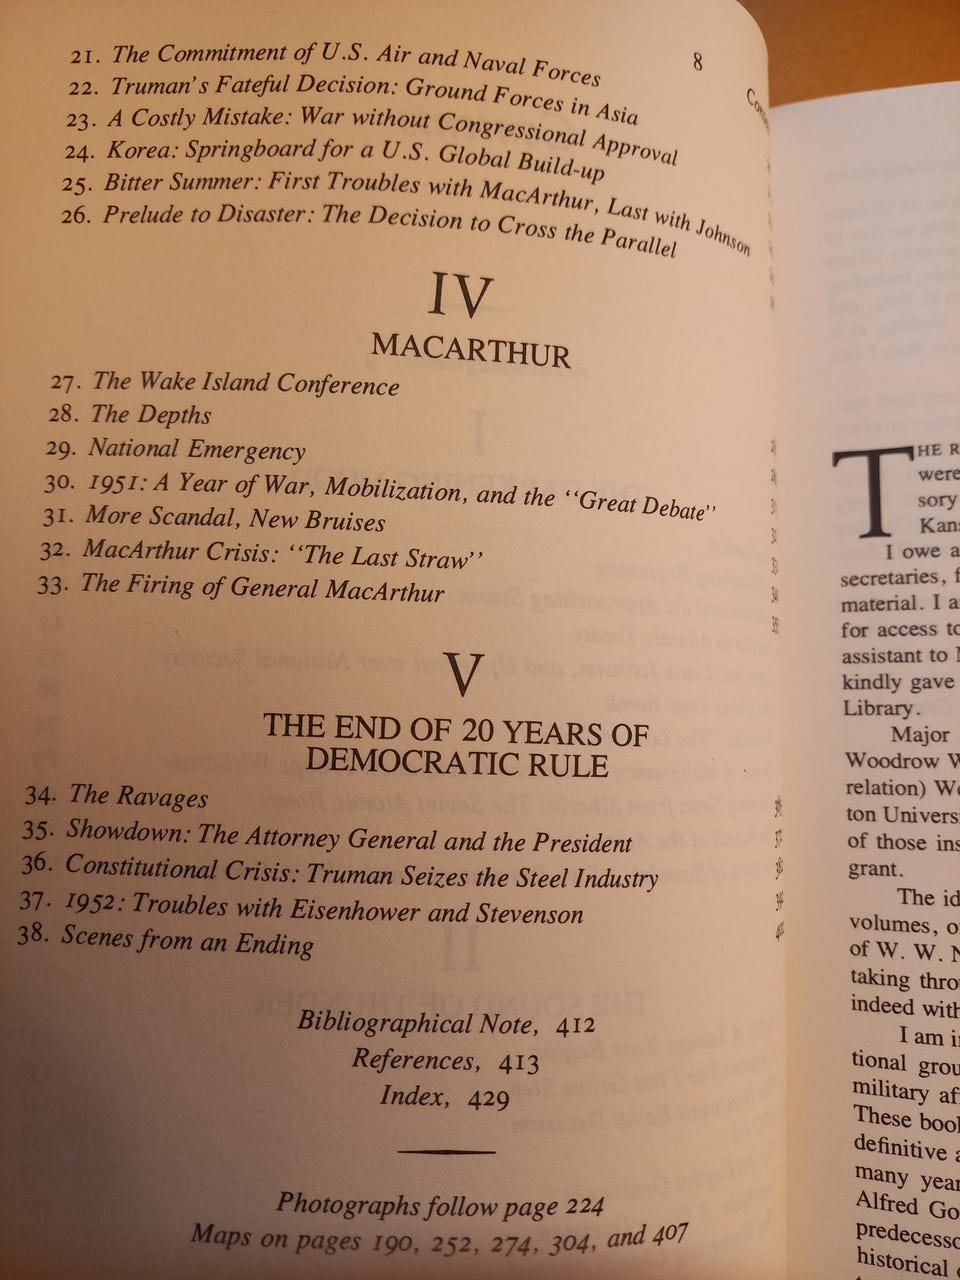 8
21. The Commitment of U.S. Air and Naval Forces
22. Truman's Fateful Decision: Ground Forces in Asia
23. A Costly Mistake: War without Congressional Approval
24. Korea: Springboard for a U.S. Global Build-up
25. Bitter Summer: First Troubles with MacArthur, Last with Johnson
26. Prelude to Disaster: The Decision to Cross the Parallel
IV
MACARTHUR
27. The Wake Island Conference
28. The Depths
29. National Emergency
30. 1951: A Year of War, Mobilization, and the “Great Debate”
31. More Scandal, New Bruises
32. MacArthur Crisis: “The Last Straw”
33. The Firing of General MacArthur
V
THE END OF 20 YEARS OF
DEMOCRATIC RULE
34. The Ravages
35. Showdown: The Attorney General and the President
36. Constitutional Crisis: Truman Seizes the Steel Industry
37. 1952: Troubles with Eisenhower and Stevenson
38. Scenes from an Ending
Bibliographical Note, 412
References, 413
Index, 429
Photographs follow page 224
Maps on pages 190, 252, 274, 304, and 407
THE R
were
sory
Kans
I owe a
secretaries, f
material. I a
for access to
assistant to
kindly gave
Library.
Major
Woodrow W
relation) We
ton Univers
of those ins
grant.
The id
volumes, o
of W. W. N
taking thro
indeed with
I am i
tional grou
military af
These book
definitive a
many year
Alfred Go
predecesso
historical